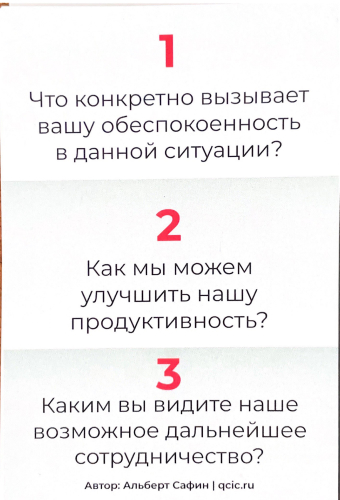 1
Что конкретно вызывает
вашу обеспокоенность
в данной ситуации?
2
Как мы можем
улучшить нашу
продуктивность?
3
Каким вы видите наше
возможное дальнейшее
сотрудничество?
Автор: Альберт Сафин | qcic.ru